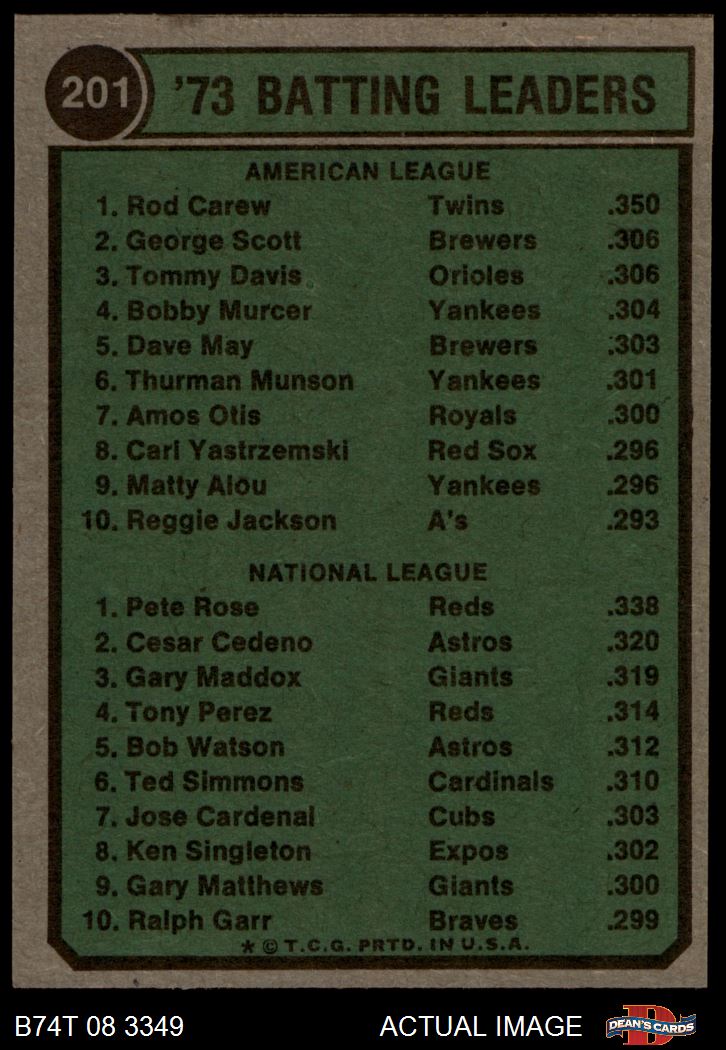 201 '73 BATTING LEADERS
AMERICAN LEAGUE
1. Rod Carew Twins .350
2. George Scott Brewers .306
3. Tommy Davis Orioles .306
4. Bobby Murcer Yankees .304
5. Dave May Brewers .303
6. Thurman Munson Yankees .301
7. Amos Otis Royals .300
8. Carl Yastrzemski Red Sox .296
9. Matty Alou Yankees .296
10. Reggie Jackson A's .293
NATIONAL LEAGUE
1. Pete Rose Reds .338
2. Cesar Cedeno Astros .320
3. Gary Maddox Giants .319
4. Tony Perez Reds .314
5. Bob Watson Astros .312
6. Ted Simmons Cardinals .310
7. Jose Cardenal Cubs .303
8. Ken Singleton Expos .302
9. Gary Matthews Giants .300
10. Ralph Garr Braves .299
* © T.C.G. PRTD. IN U.S.A.
B74T 08 3349 ACTUAL IMAGE D DEAN'S CARDS